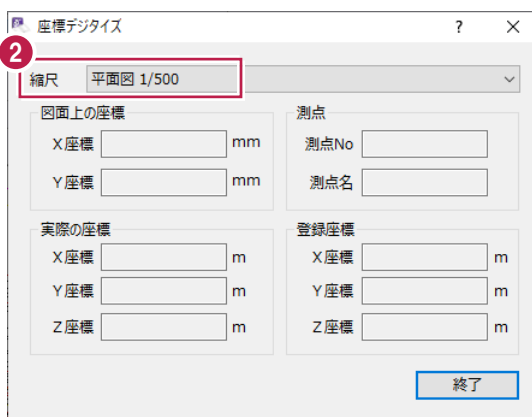 座標デジタイズ ? ×
2
縮尺 平面図 1/500
図面上の座標
X座標 mm
Y座標 mm
測点
測点No
測点名
実際の座標
X座標 m
Y座標 m
Z座標 m
登録座標
X座標 m
Y座標 m
Z座標 m
終了